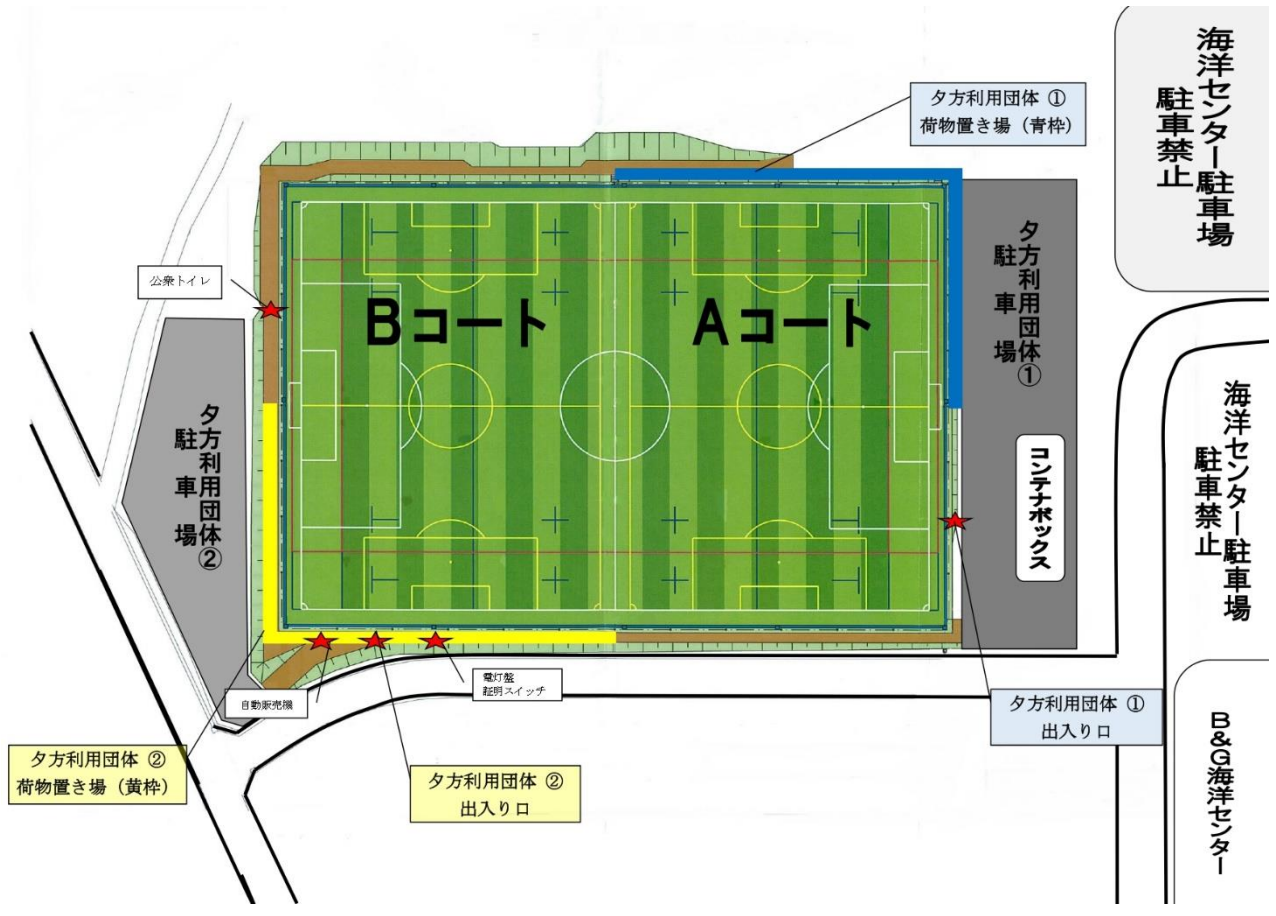 海洋センター駐車場
駐車禁止
夕方利用団体 ①
荷物置き場（青枠）
夕方利用団体①
駐車場
公衆トイレ
Bコート
Aコート
海洋センター駐車場
駐車禁止
夕方利用団体②
駐車場
コンテナボックス
電灯盤
証明スイッチ
自動販売機
夕方利用団体 ①
出入り口
B&G海洋センター
夕方利用団体 ②
荷物置き場（黄枠）
夕方利用団体 ②
出入り口